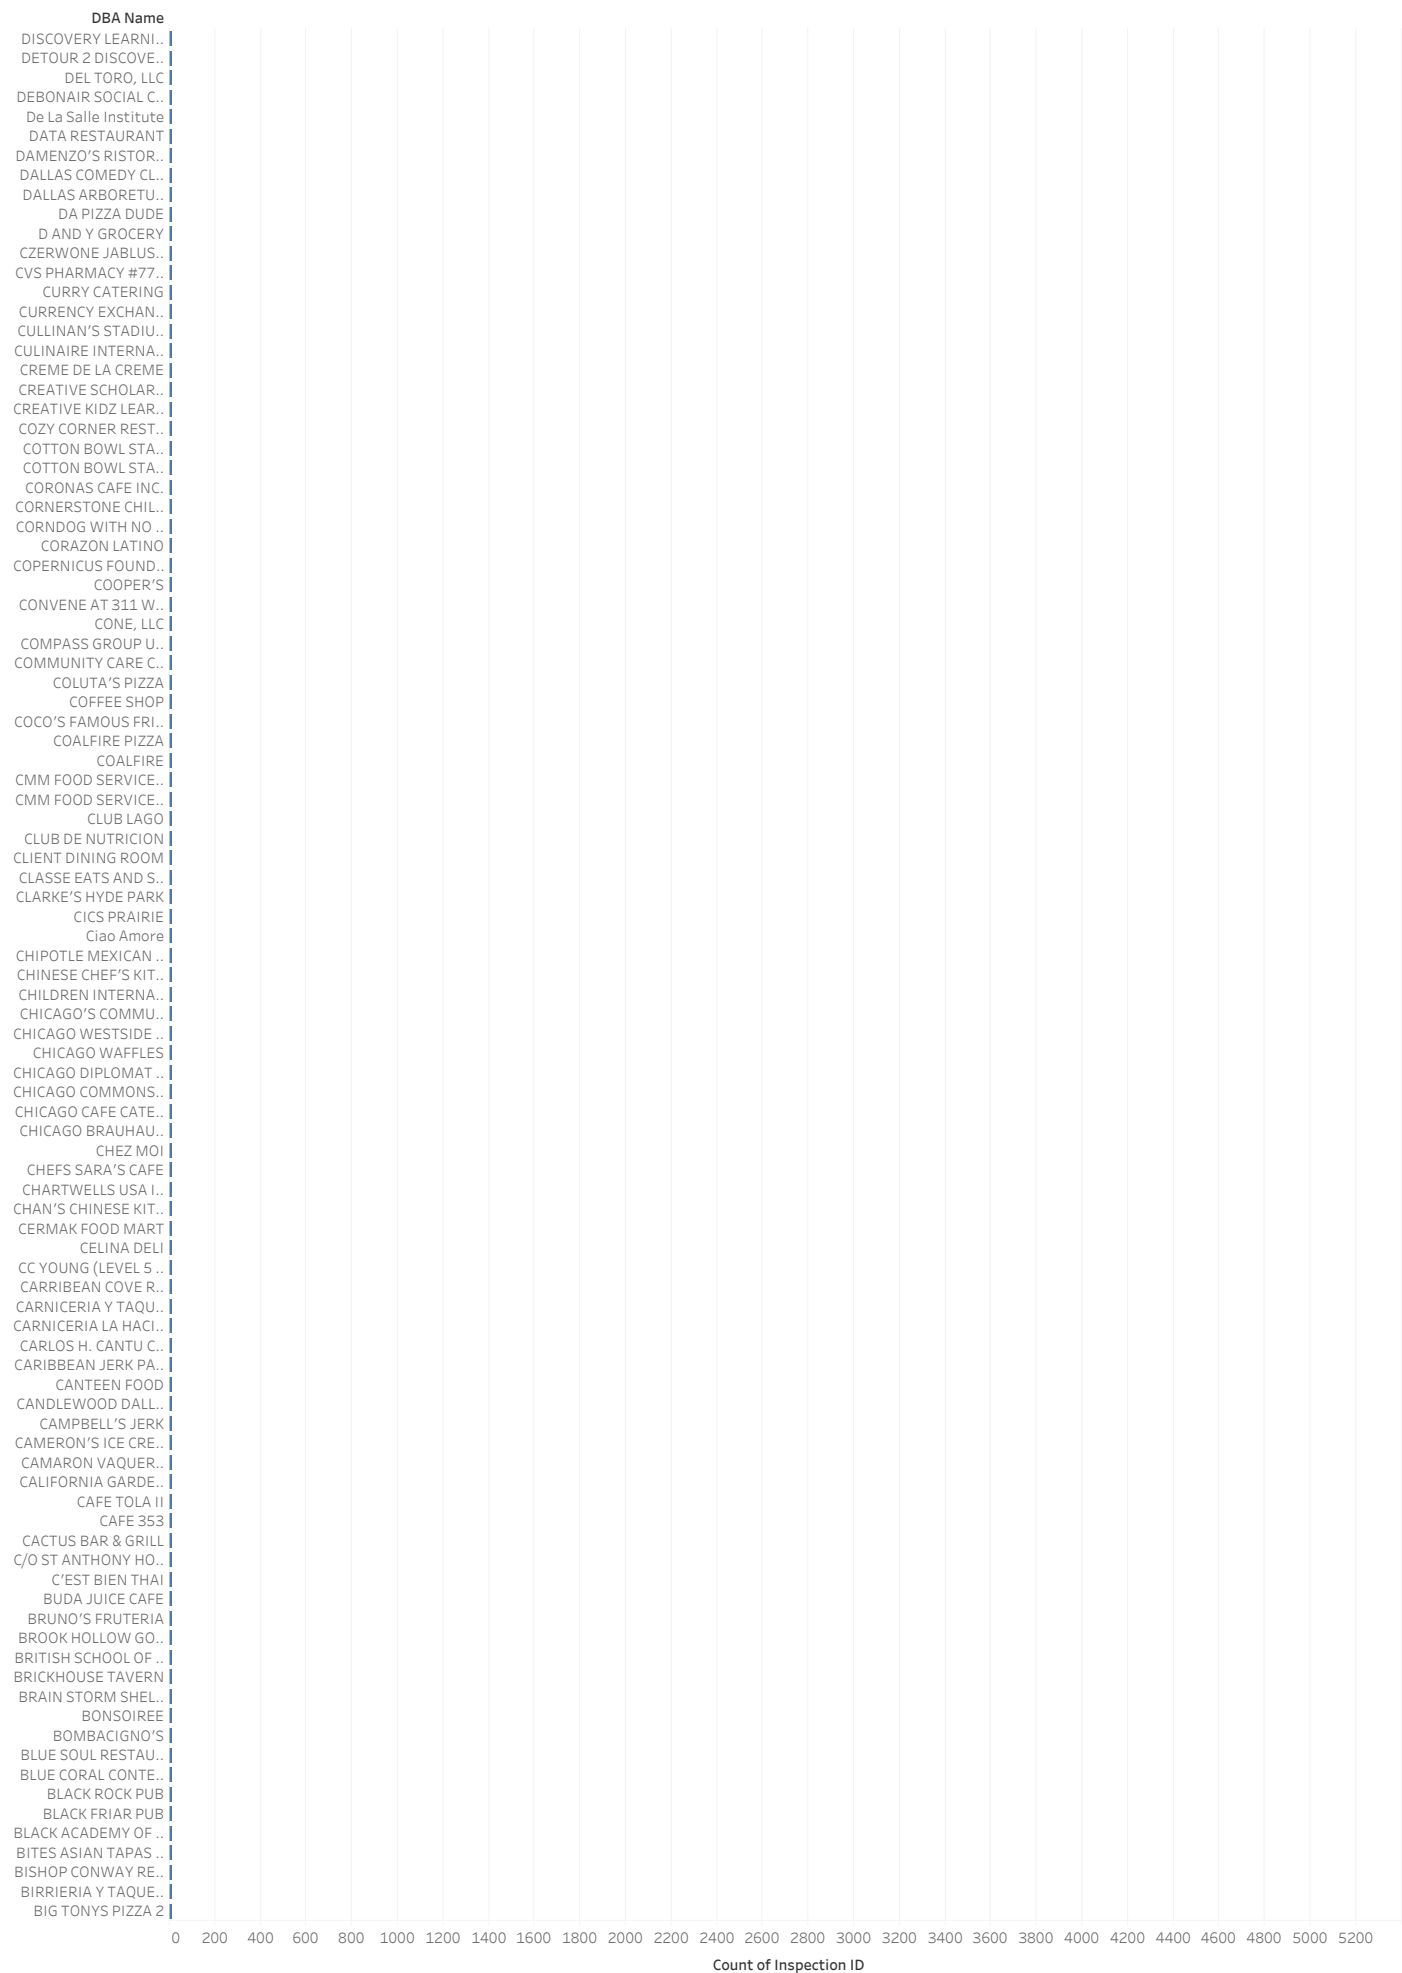 DBA Name
DISCOVERY LEARNI..
DETOUR 2 DISCOVE..
DEL TORO, LLC
DEBONAIR SOCIAL C..
De La Salle Institute
DATA RESTAURANT
DAMENZO'S RISTOR..
DALLAS COMEDY CL..
DALLAS ARBORETU..
DA PIZZA DUDE
D AND Y GROCERY
CZERWONE JABLUS..
CVS PHARMACY #77..
CURRY CATERING
CURRENCY EXCHAN..
CULLINAN'S STADIU..
CULINAIRE INTERNA..
CREME DE LA CREME
CREATIVE SCHOLAR..
CREATIVE KIDZ LEAR..
COZY CORNER REST..
COTTON BOWL STA..
COTTON BOWL STA..
CORONAS CAFE INC.
CORNERSTONE CHIL..
CORNDOG WITH NO ..
CORAZON LATINO
COPERNICUS FOUND..
COOPER'S
CONVENE AT 311 W..
CONE, LLC
COMPASS GROUP U..
COMMUNITY CARE C..
COLUTA'S PIZZA
COFFEE SHOP
COCO'S FAMOUS FRI..
COALFIRE PIZZA
COALFIRE
CMM FOOD SERVICE..
CMM FOOD SERVICE..
CLUB LAGO
CLUB DE NUTRICION
CLIENT DINING ROOM
CLASSE EATS AND S..
CLARKE'S HYDE PARK
CICS PRAIRIE
Ciao Amore
CHIPOTLE MEXICAN ..
CHINESE CHEF'S KIT..
CHILDREN INTERNA..
CHICAGO'S COMMU..
CHICAGO WESTSIDE ..
CHICAGO WAFFLES
CHICAGO DIPLOMAT ..
CHICAGO COMMONS..
CHICAGO CAFE CATE..
CHICAGO BRAUHAU..
CHEZ MOI
CHEFS SARA'S CAFE
CHARTWELLS USA I..
CHAN'S CHINESE KIT..
CERMAK FOOD MART
CELINA DELI
CC YOUNG (LEVEL 5 ..
CARRIBEAN COVE R..
CARNICERIA Y TAQU..
CARNICERIA LA HACI..
CARLOS H. CANTU C..
CARIBBEAN JERK PA..
CANTEEN FOOD
CANDLEWOOD DALL..
CAMPBELL'S JERK
CAMERON'S ICE CRE..
CAMARON VAQUER..
CALIFORNIA GARDE..
CAFE TOLA II
CAFE 353
CACTUS BAR & GRILL
C/O ST ANTHONY HO..
C'EST BIEN THAI
BUDA JUICE CAFE
BRUNO'S FRUTERIA
BROOK HOLLOW GO..
BRITISH SCHOOL OF ..
BRICKHOUSE TAVERN
BRAIN STORM SHEL..
BONSOIREE
BOMBACIGNO'S
BLUE SOUL RESTAU..
BLUE CORAL CONTE..
BLACK ROCK PUB
BLACK FRIAR PUB
BLACK ACADEMY OF ..
BITES ASIAN TAPAS ..
BISHOP CONWAY RE..
BIRRIERIA Y TAQUE..
BIG TONYS PIZZA 2
0 200 400 600 800 1000 1200 1400 1600 1800 2000 2200 2400 2600 2800 3000 3200 3400 3600 3800 4000 4200 4400 4600 4800 5000 5200
Count of Inspection ID